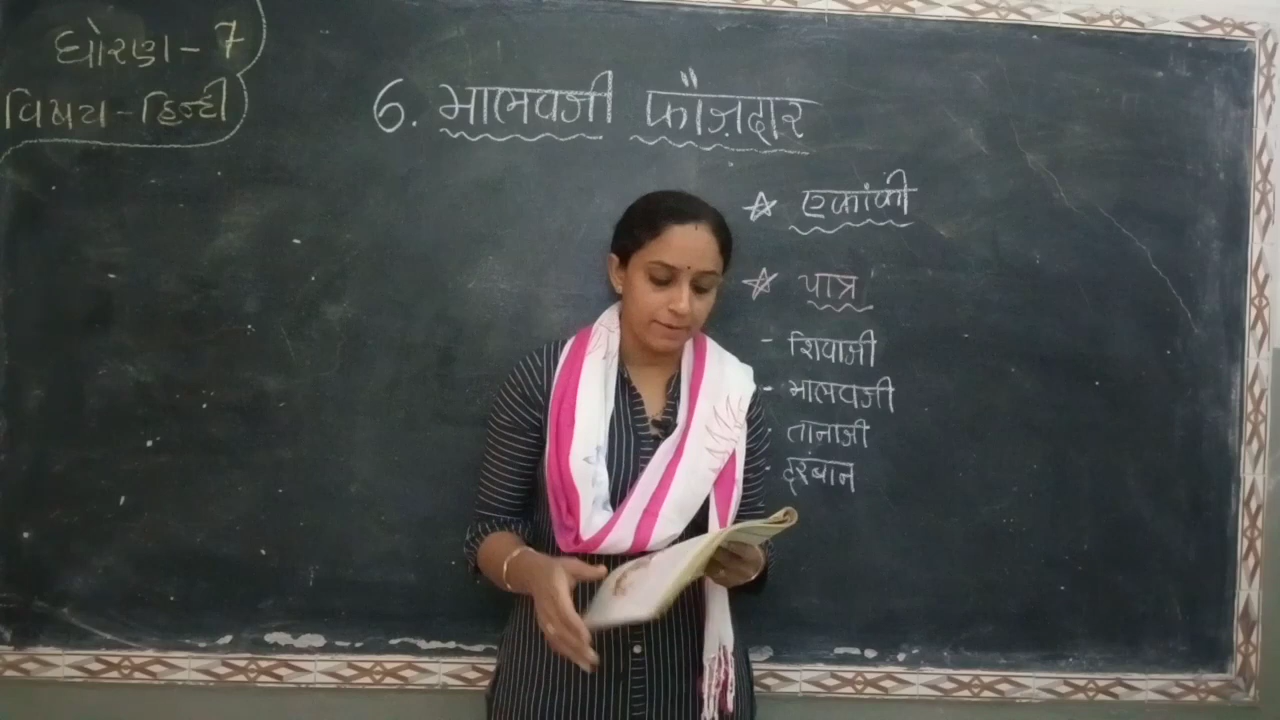 ધોરણ - 7
વિષય - હિન્દી
6. मालवजी फौज़दार
☆ एकांकी
☆ पात्र
- शिवाजी
- मालवजी
- तानाजी
- दरबान